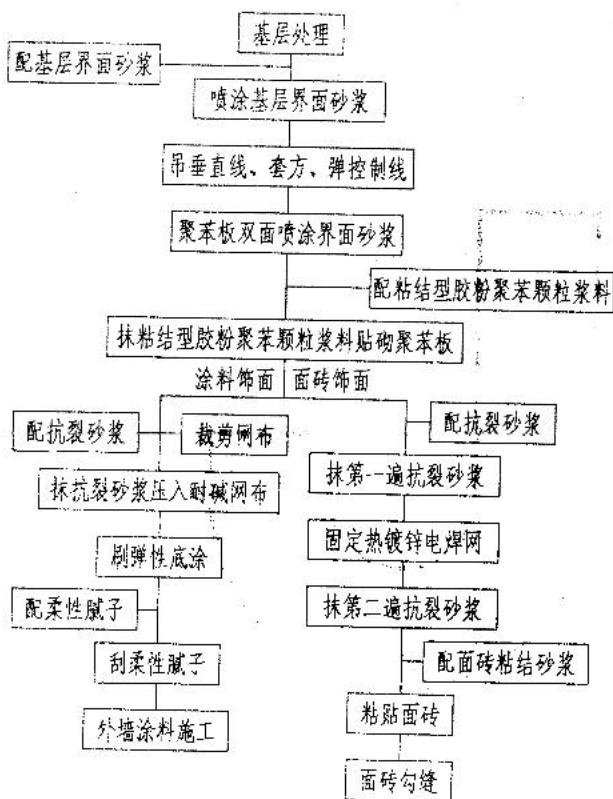 基层处理
配基层界面砂浆
喷涂基层界面砂浆
吊垂直线、套方、弹控制线
聚苯板双面喷涂界面砂浆
配粘结型胶粉聚苯颗粒浆料
抹粘结型胶粉聚苯颗粒浆料贴砌聚苯板
涂料饰面 面砖饰面
配抗裂砂浆 裁剪网布 配抗裂砂浆
抹抗裂砂浆压入耐碱网布 抹第一遍抗裂砂浆
刷弹性底涂 固定热镀锌电焊网
配柔性腻子 抹第二遍抗裂砂浆
刮柔性腻子 配面砖粘结砂浆
外墙涂料施工 粘贴面砖
面砖勾缝